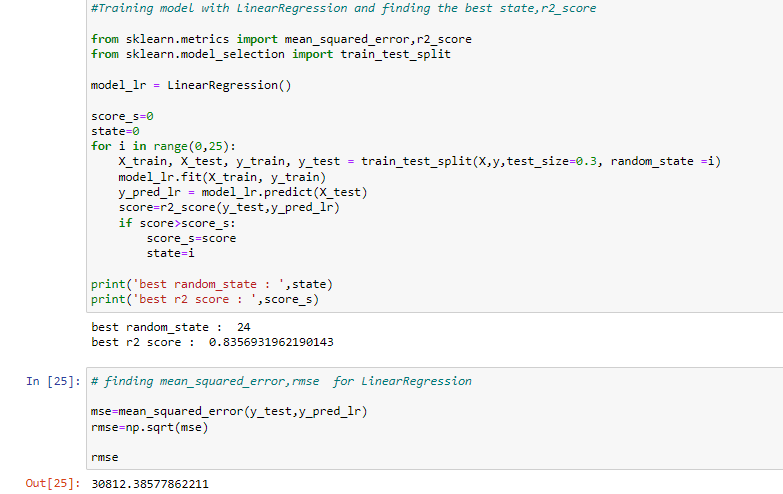 #Training model with LinearRegression and finding the best state,r2_score
from sklearn.metrics import mean_squared_error,r2_score
from sklearn.model_selection import train_test_split
model_lr = LinearRegression()
score_s=0
state=0
for i in range(0,25):
    X_train, X_test, y_train, y_test = train_test_split(X,y,test_size=0.3, random_state =i)
    model_lr.fit(X_train, y_train)
    y_pred_lr = model_lr.predict(X_test)
    score=r2_score(y_test,y_pred_lr)
    if score>score_s:
        score_s=score
        state=i
print('best random_state : ',state)
print('best r2 score : ',score_s)
best random_state :  24
best r2 score :  0.8356931962190143
In [25]: # finding mean_squared_error,rmse  for LinearRegression
mse=mean_squared_error(y_test,y_pred_lr)
rmse=np.sqrt(mse)
rmse
Out[25]: 30812.38577862211